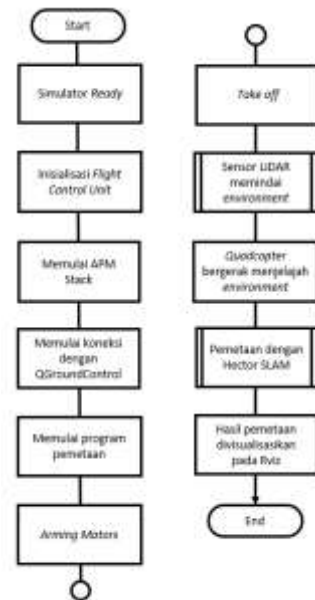 Start
Simulator Ready
Inisialisasi Flight
Control Unit
Memulai APM
Stack
Memulai koneksi
dengan
QGroundControl
Memulai program
pemetaan
Arming Motors
Take off
Sensor LiDAR
memindai
environment
Quadcopter
bergerak menjelajah
environment
Pemetaan dengan
Hector SLAM
Hasil pemetaan
divisualisasikan
pada Rviz
End